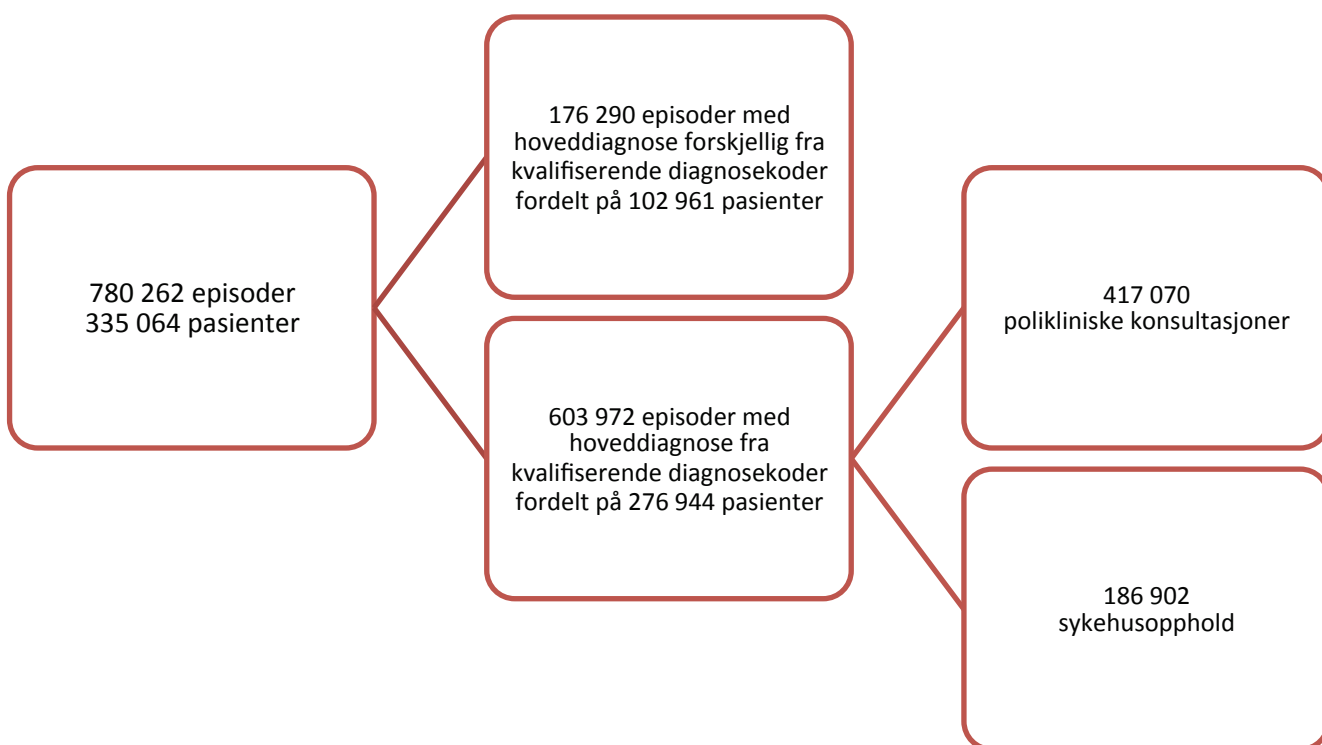 780 262 episoder
335 064 pasienter
176 290 episoder med
hoveddiagnose forskjellig fra
kvalifiserende diagnosekoder
fordelt på 102 961 pasienter
603 972 episoder med
hoveddiagnose fra
kvalifiserende diagnosekoder
fordelt på 276 944 pasienter
417 070
polikliniske konsultasjoner
186 902
sykehusopphold